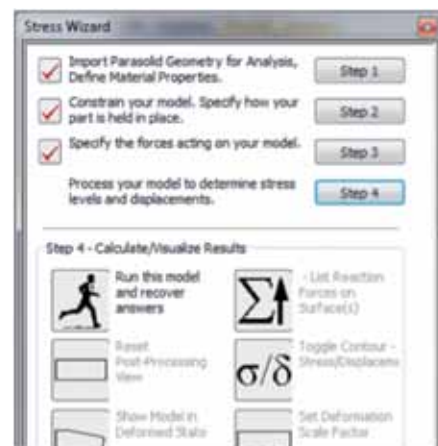 Stress Wizard
Import Parasolid Geometry for Analysis,
Define Material Properties.
Step 1
Constrain your model. Specify how your
part is held in place.
Step 2
Specify the forces acting on your model.
Step 3
Process your model to determine stress
levels and displacements.
Step 4
Step 4 - Calculate/Visualize Results
Run this model
and recover
answers
Σ
- List Reaction
Forces on
Surface(s)
Reset
Post-Processing
View
σ/δ
Toggle Contour -
Stress/Displaceme
Show Model in
Deformed State
Set Deformation
Scale Factor